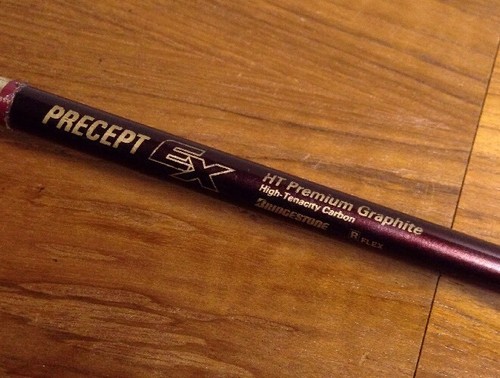 PRECEPT EX
HT Premium Graphite
High-Tenacity Carbon
BRIDGESTONE R FLEX